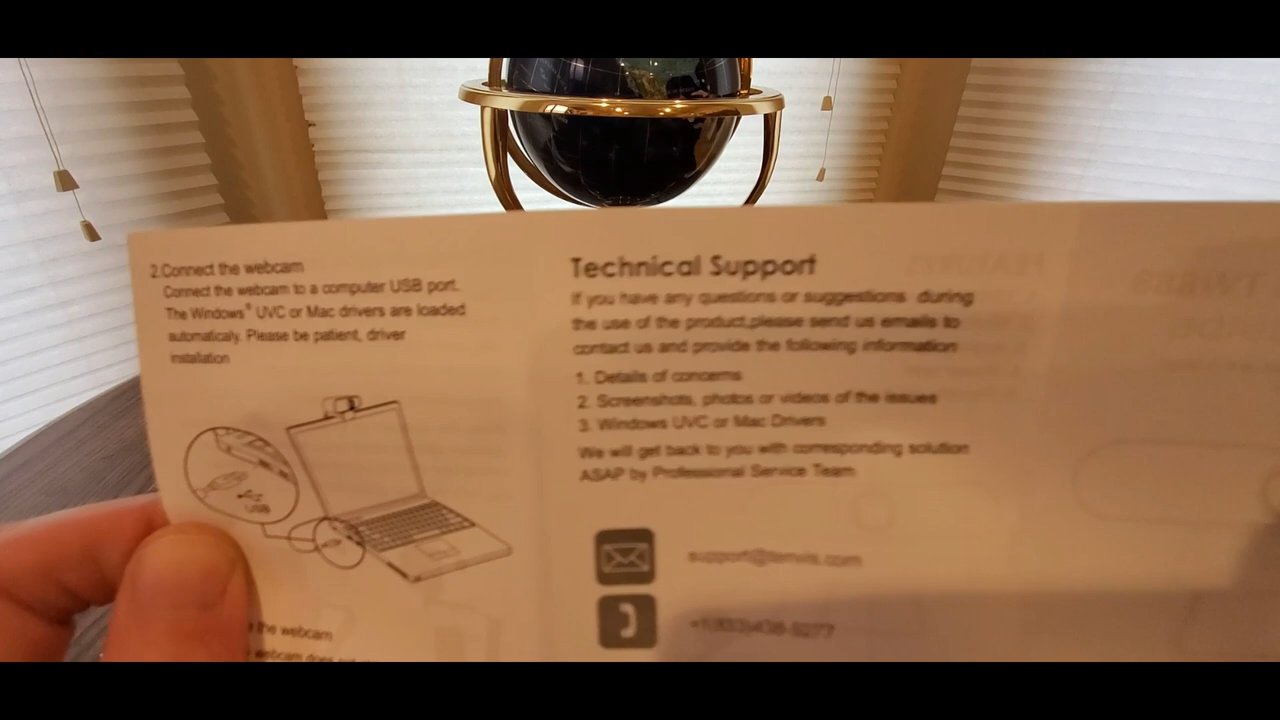 2.Connect the webcam
Connect the webcam to a computer USB port.
The Windows® UVC or Mac drivers are loaded
automaticaly. Please be patient, driver
installation
USB
the webcam
webcam does
Technical Support
If you have any questions or suggestions during
the use of the product,please send us emails to
contact us and provide the following information
1. Details of concerns
2. Screenshots, photos or videos of the issues
3. Windows UVC or Mac Drivers
We will get back to you with corresponding solution
ASAP by Professional Service Team
support@tenvis.com